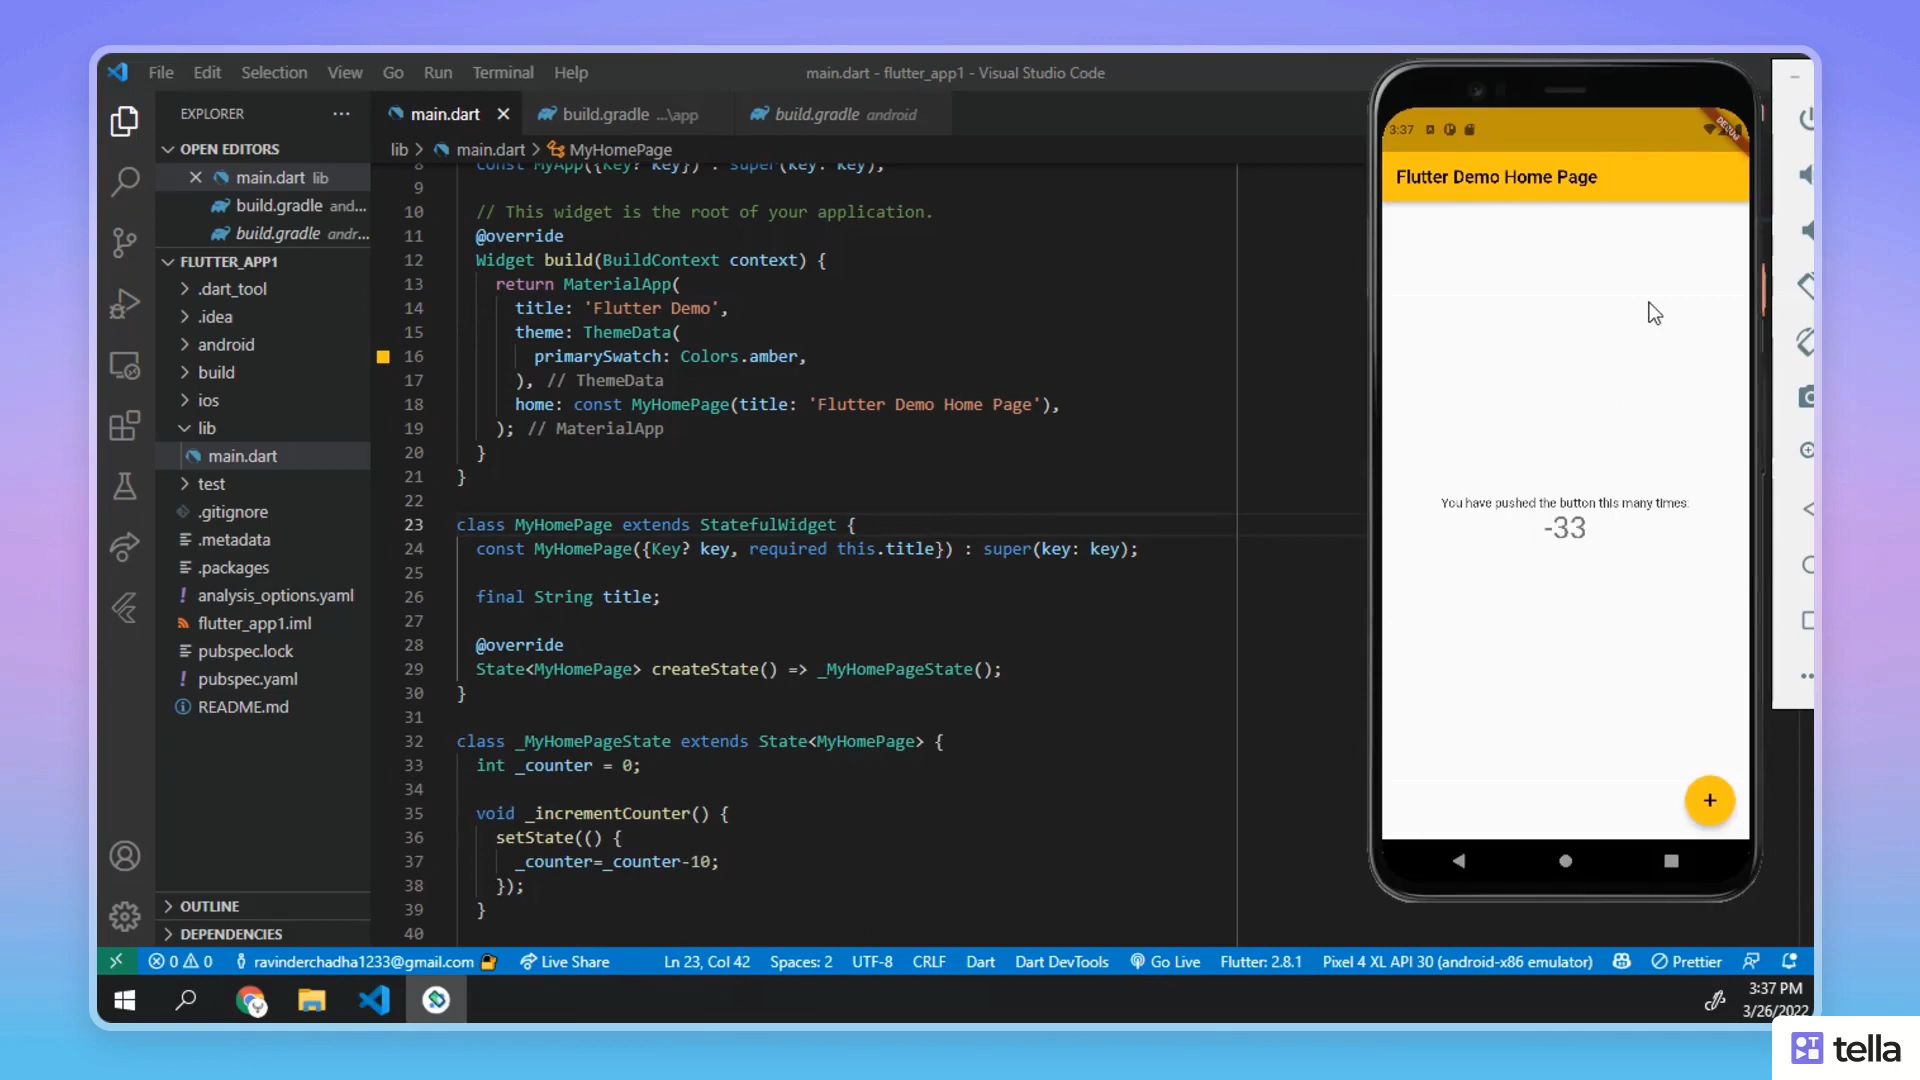 File Edit Selection View Go Run Terminal Help
main.dart - flutter_app1 - Visual Studio Code
EXPLORER
OPEN EDITORS
main.dart lib
build.gradle and...
build.gradle andr...
FLUTTER_APP1
.dart_tool
.idea
android
build
ios
lib
main.dart
test
.gitignore
.metadata
.packages
analysis_options.yaml
flutter_app1.iml
pubspec.lock
pubspec.yaml
README.md
OUTLINE
DEPENDENCIES
main.dart
build.gradle ...\app
build.gradle android
lib > main.dart > MyHomePage
8 const MyApp({Key? key}) : super(key: key);
9
10 // This widget is the root of your application.
11 @override
12 Widget build(BuildContext context) {
13 return MaterialApp(
14 title: 'Flutter Demo',
15 theme: ThemeData(
16 primarySwatch: Colors.amber,
17 ), // ThemeData
18 home: const MyHomePage(title: 'Flutter Demo Home Page'),
19 ); // MaterialApp
20 }
21 }
22
23 class MyHomePage extends StatefulWidget {
24 const MyHomePage({Key? key, required this.title}) : super(key: key);
25
26 final String title;
27
28 @override
29 State<MyHomePage> createState() => _MyHomePageState();
30 }
31
32 class _MyHomePageState extends State<MyHomePage> {
33 int _counter = 0;
34
35 void _incrementCounter() {
36 setState(() {
37 _counter=_counter-10;
38 });
39 }
40
3:37
DEBUG
Flutter Demo Home Page
You have pushed the button this many times:
-33
+
0 0 ravinderchadha1233@gmail.com Live Share Ln 23, Col 42 Spaces: 2 UTF-8 CRLF Dart Dart DevTools Go Live Flutter: 2.8.1 Pixel 4 XL API 30 (android-x86 emulator) Prettier
3:37 PM
3/26/2022
tella